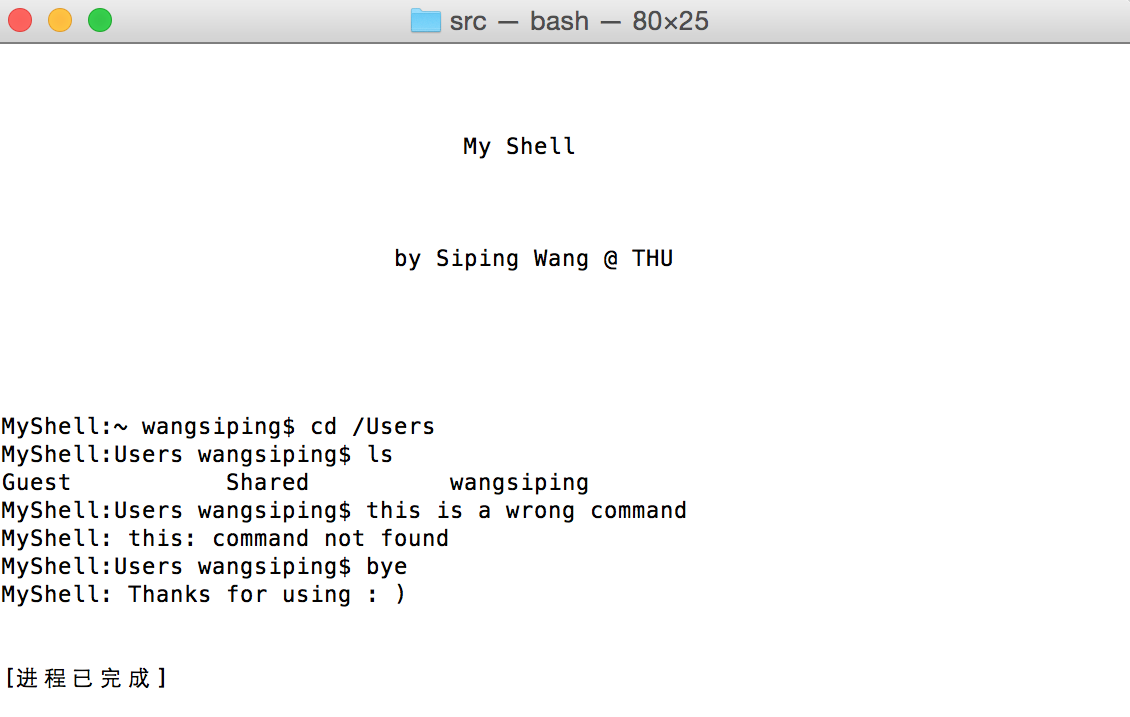 src — bash — 80×25
My Shell
by Siping Wang @ THU
MyShell:~ wangsiping$ cd /Users
MyShell:Users wangsiping$ ls
Guest Shared wangsiping
MyShell:Users wangsiping$ this is a wrong command
MyShell: this: command not found
MyShell:Users wangsiping$ bye
MyShell: Thanks for using : )
[进程已完成]